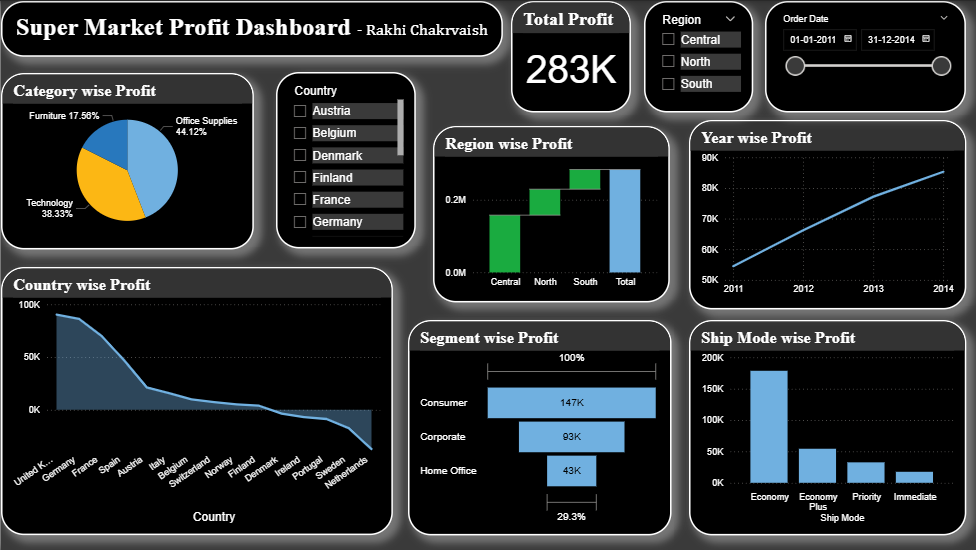 Super Market Profit Dashboard - Rakhi Chakrvaish
Total Profit
283K
Region
Central
North
South
Order Date
01-01-2011
31-12-2014
Category wise Profit
Furniture 17.56%
Office Supplies
44.12%
Technology
38.33%
Country
Austria
Belgium
Denmark
Finland
France
Germany
Region wise Profit
0.2M
0.0M
Central
North
South
Total
Year wise Profit
90K
80K
70K
60K
50K
2011
2012
2013
2014
Country wise Profit
100K
50K
0K
United K...
Germany
France
Spain
Austria
Italy
Belgium
Switzerland
Norway
Finland
Denmark
Ireland
Portugal
Sweden
Netherlands
Country
Segment wise Profit
100%
Consumer
147K
Corporate
93K
Home Office
43K
29.3%
Ship Mode wise Profit
200K
150K
100K
50K
0K
Economy
Economy
Plus
Priority
Immediate
Ship Mode